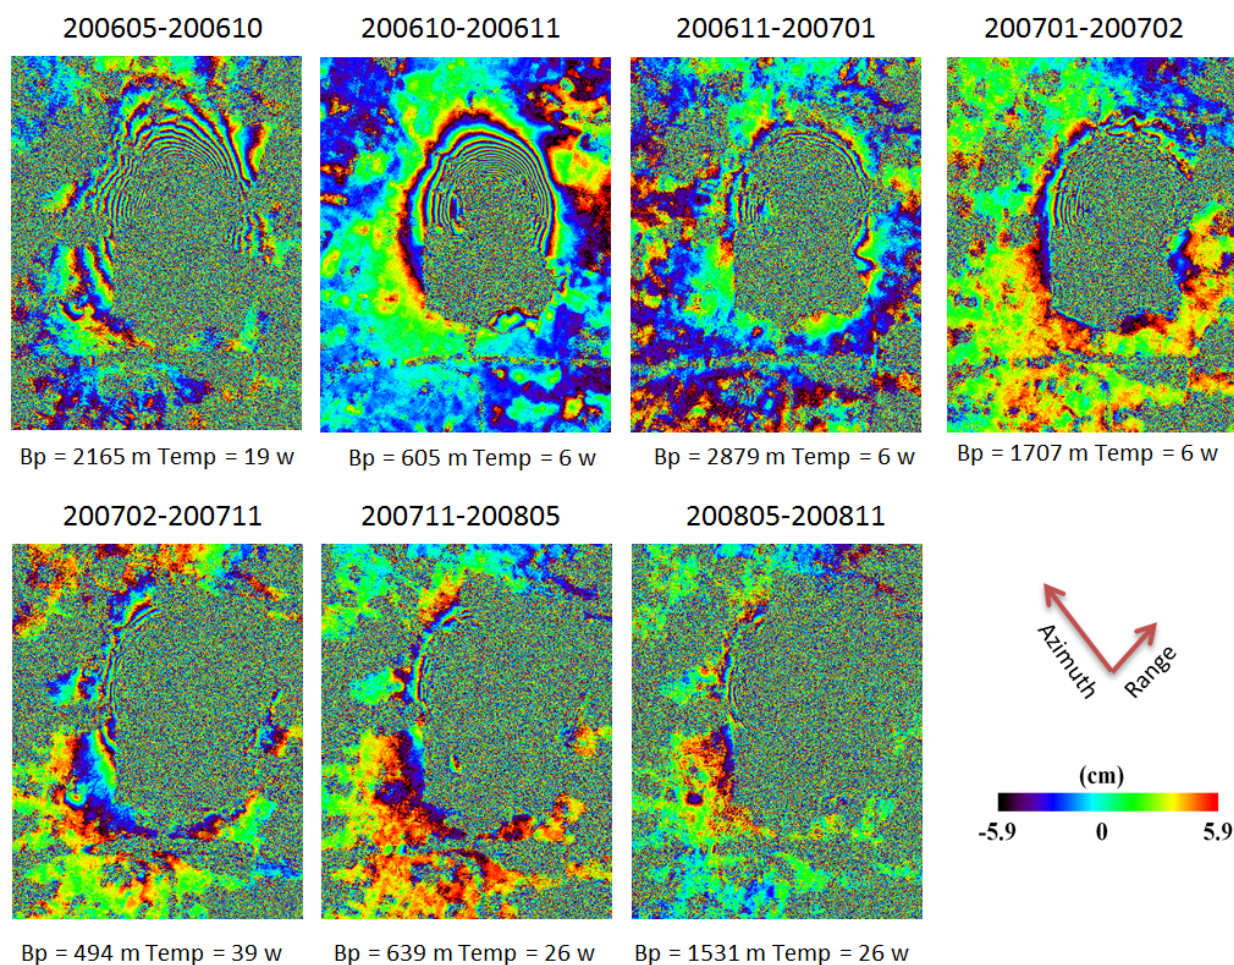 200605-200610
200610-200611
200611-200701
200701-200702
Bp = 2165 m Temp = 19 w
Bp = 605 m Temp = 6 w
Bp = 2879 m Temp = 6 w
Bp = 1707 m Temp = 6 w
200702-200711
200711-200805
200805-200811
Azimuth
Range
(cm)
-5.9 0 5.9
Bp = 494 m Temp = 39 w
Bp = 639 m Temp = 26 w
Bp = 1531 m Temp = 26 w